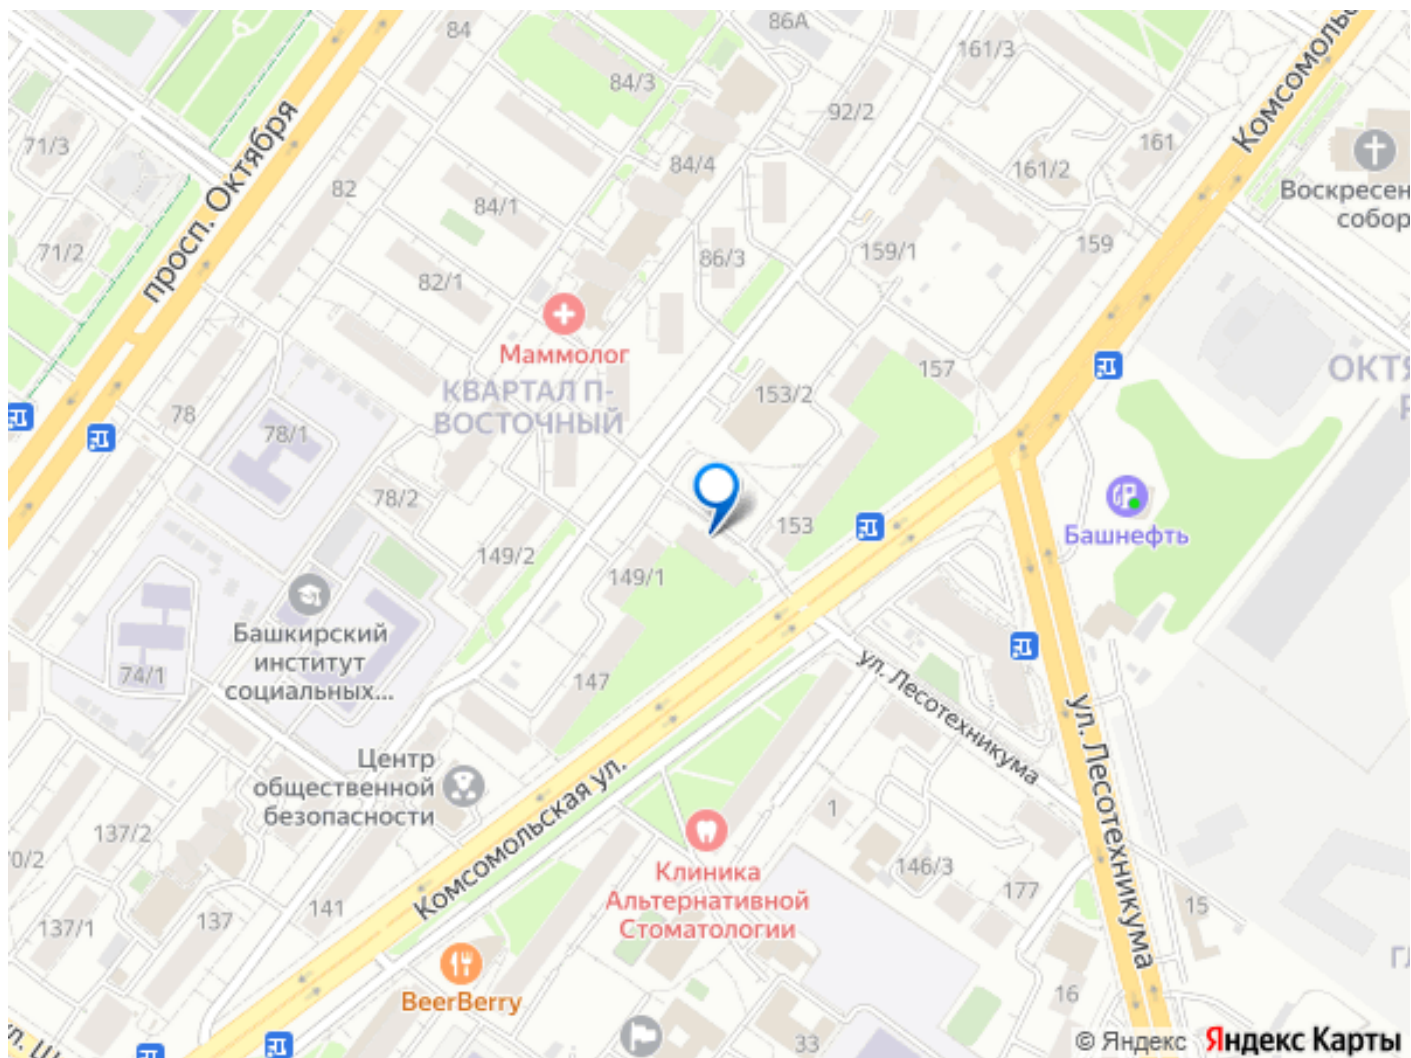 86А
84
161/3
Комсомольс
84/3
92/2
просп. Октября
71/3
161
84/4
161/2
82
Воскресен
собор
84/1
71/2
86/3
159/1
159
82/1
Маммолог
КВАРТАЛ П-
ВОСТОЧНЫЙ
157
ОКТЯ
Р
153/2
78
78/1
78/2
153
Башнефть
149/2
149/1
Башкирский
институт
социальных...
74/1
147
ул. Лесотехникума
ул. Лесотехникума
Центр
общественной
безопасности
Комсомольская ул.
137/2
0/2
1
146/3
177
Клиника
Альтернативной
Стоматологии
15
141
137
137/1
BeerBerry
ГЛ
16
33
ул. Ш
© Яндекс Яндекс Карты